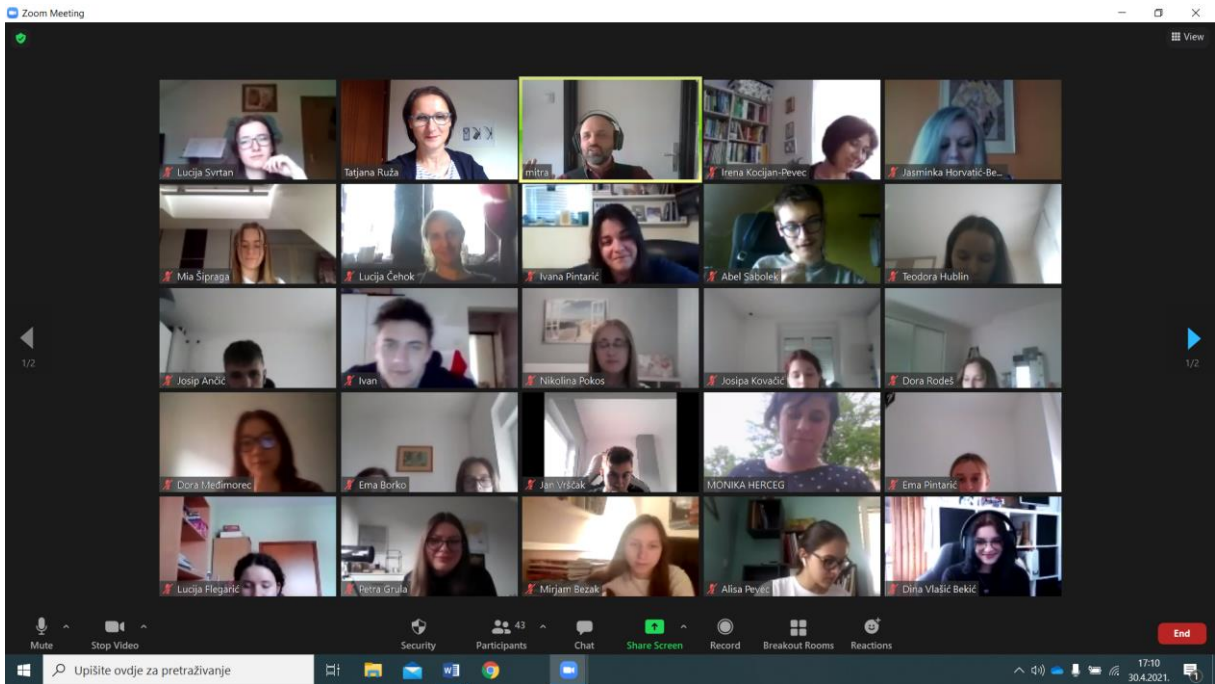 Zoom Meeting
View
Lucija Svrtan
Tatjana Ruža
mitra
Irena Kocijan-Pevec
Jasminka Horvatić-Be...
Mia Šipraga
Lucija Čehok
Ivana Pintarić
Abel Sabolek
Teodora Hublin
1/2
1/2
Josip Ančić
Ivan
Nikolina Pokos
Josipa Kovačić
Dora Rodeš
Dora Međimorec
Ema Borko
Jan Vrščak
MONIKA HERCEG
Ema Pintarić
Lucija Flegarić
Petra Grula
Mirjam Bezak
Alisa Pevec
Dina Vlašić Bekić
Mute
Stop Video
Security
Participants
43
Chat
Share Screen
Record
Breakout Rooms
Reactions
End
Upišite ovdje za pretraživanje
17:10
30.4.2021.